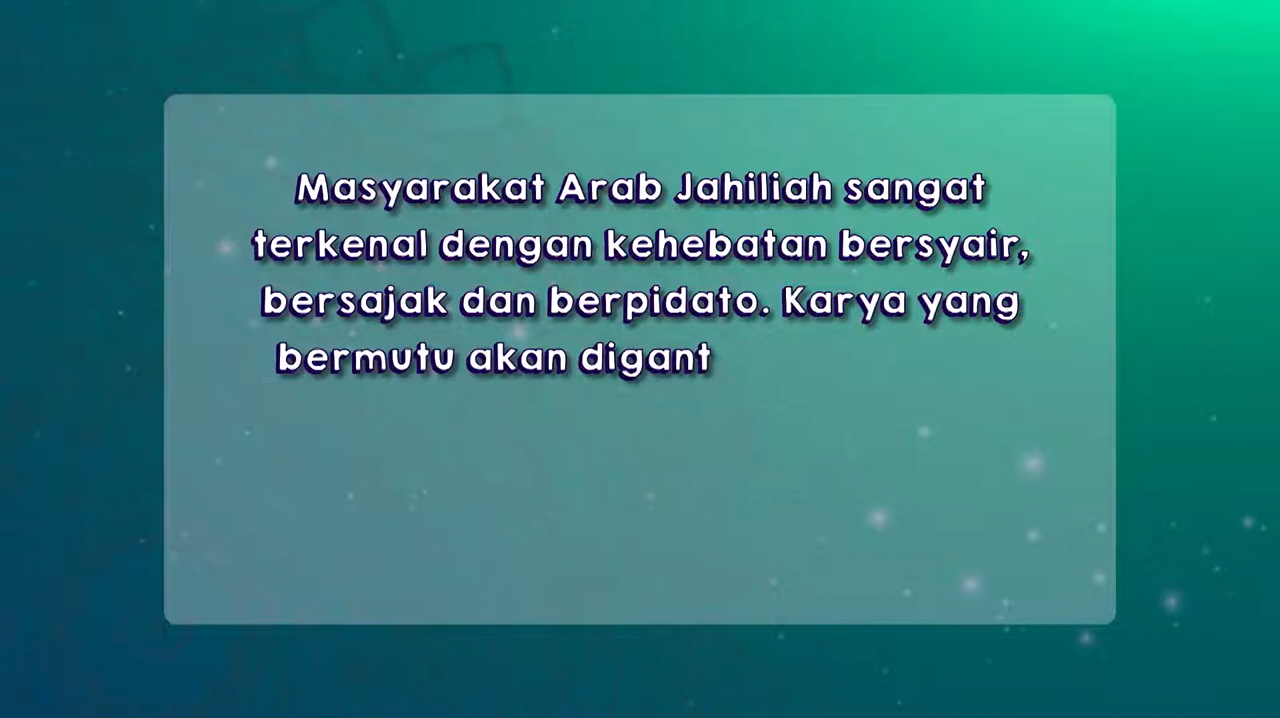 Masyarakat Arab Jahiliah sangat
terkenal dengan kehebatan bersyair,
bersajak dan berpidato. Karya yang
bermutu akan digant